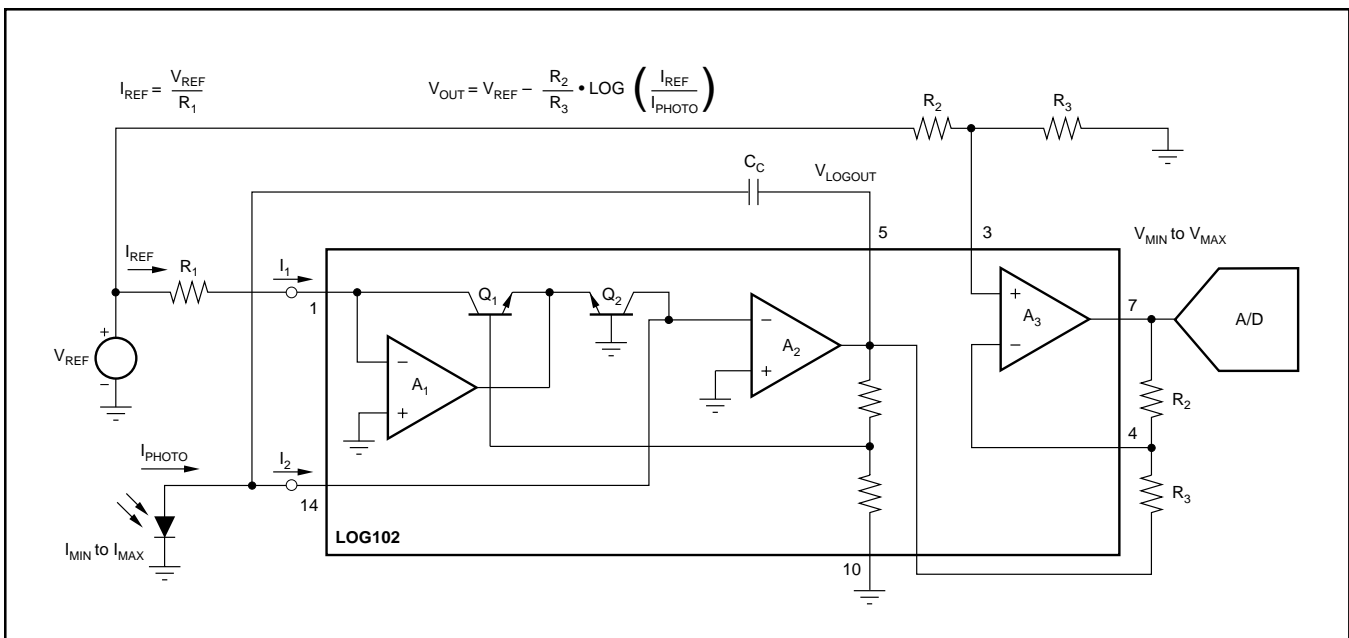 I_REF = V_REF / R_1
V_OUT = V_REF – R_2 / R_3 • LOG ( I_REF / I_PHOTO )
R_2
R_3
C_C
V_LOGOUT
5
3
V_MIN to V_MAX
I_REF
R_1
I_1
1
Q_1
Q_2
+
7
A_3
A/D
–
–
+
V_REF
–
A_2
–
A_1
+
+
R_2
4
I_PHOTO
I_2
14
R_3
I_MIN to I_MAX
LOG102
10